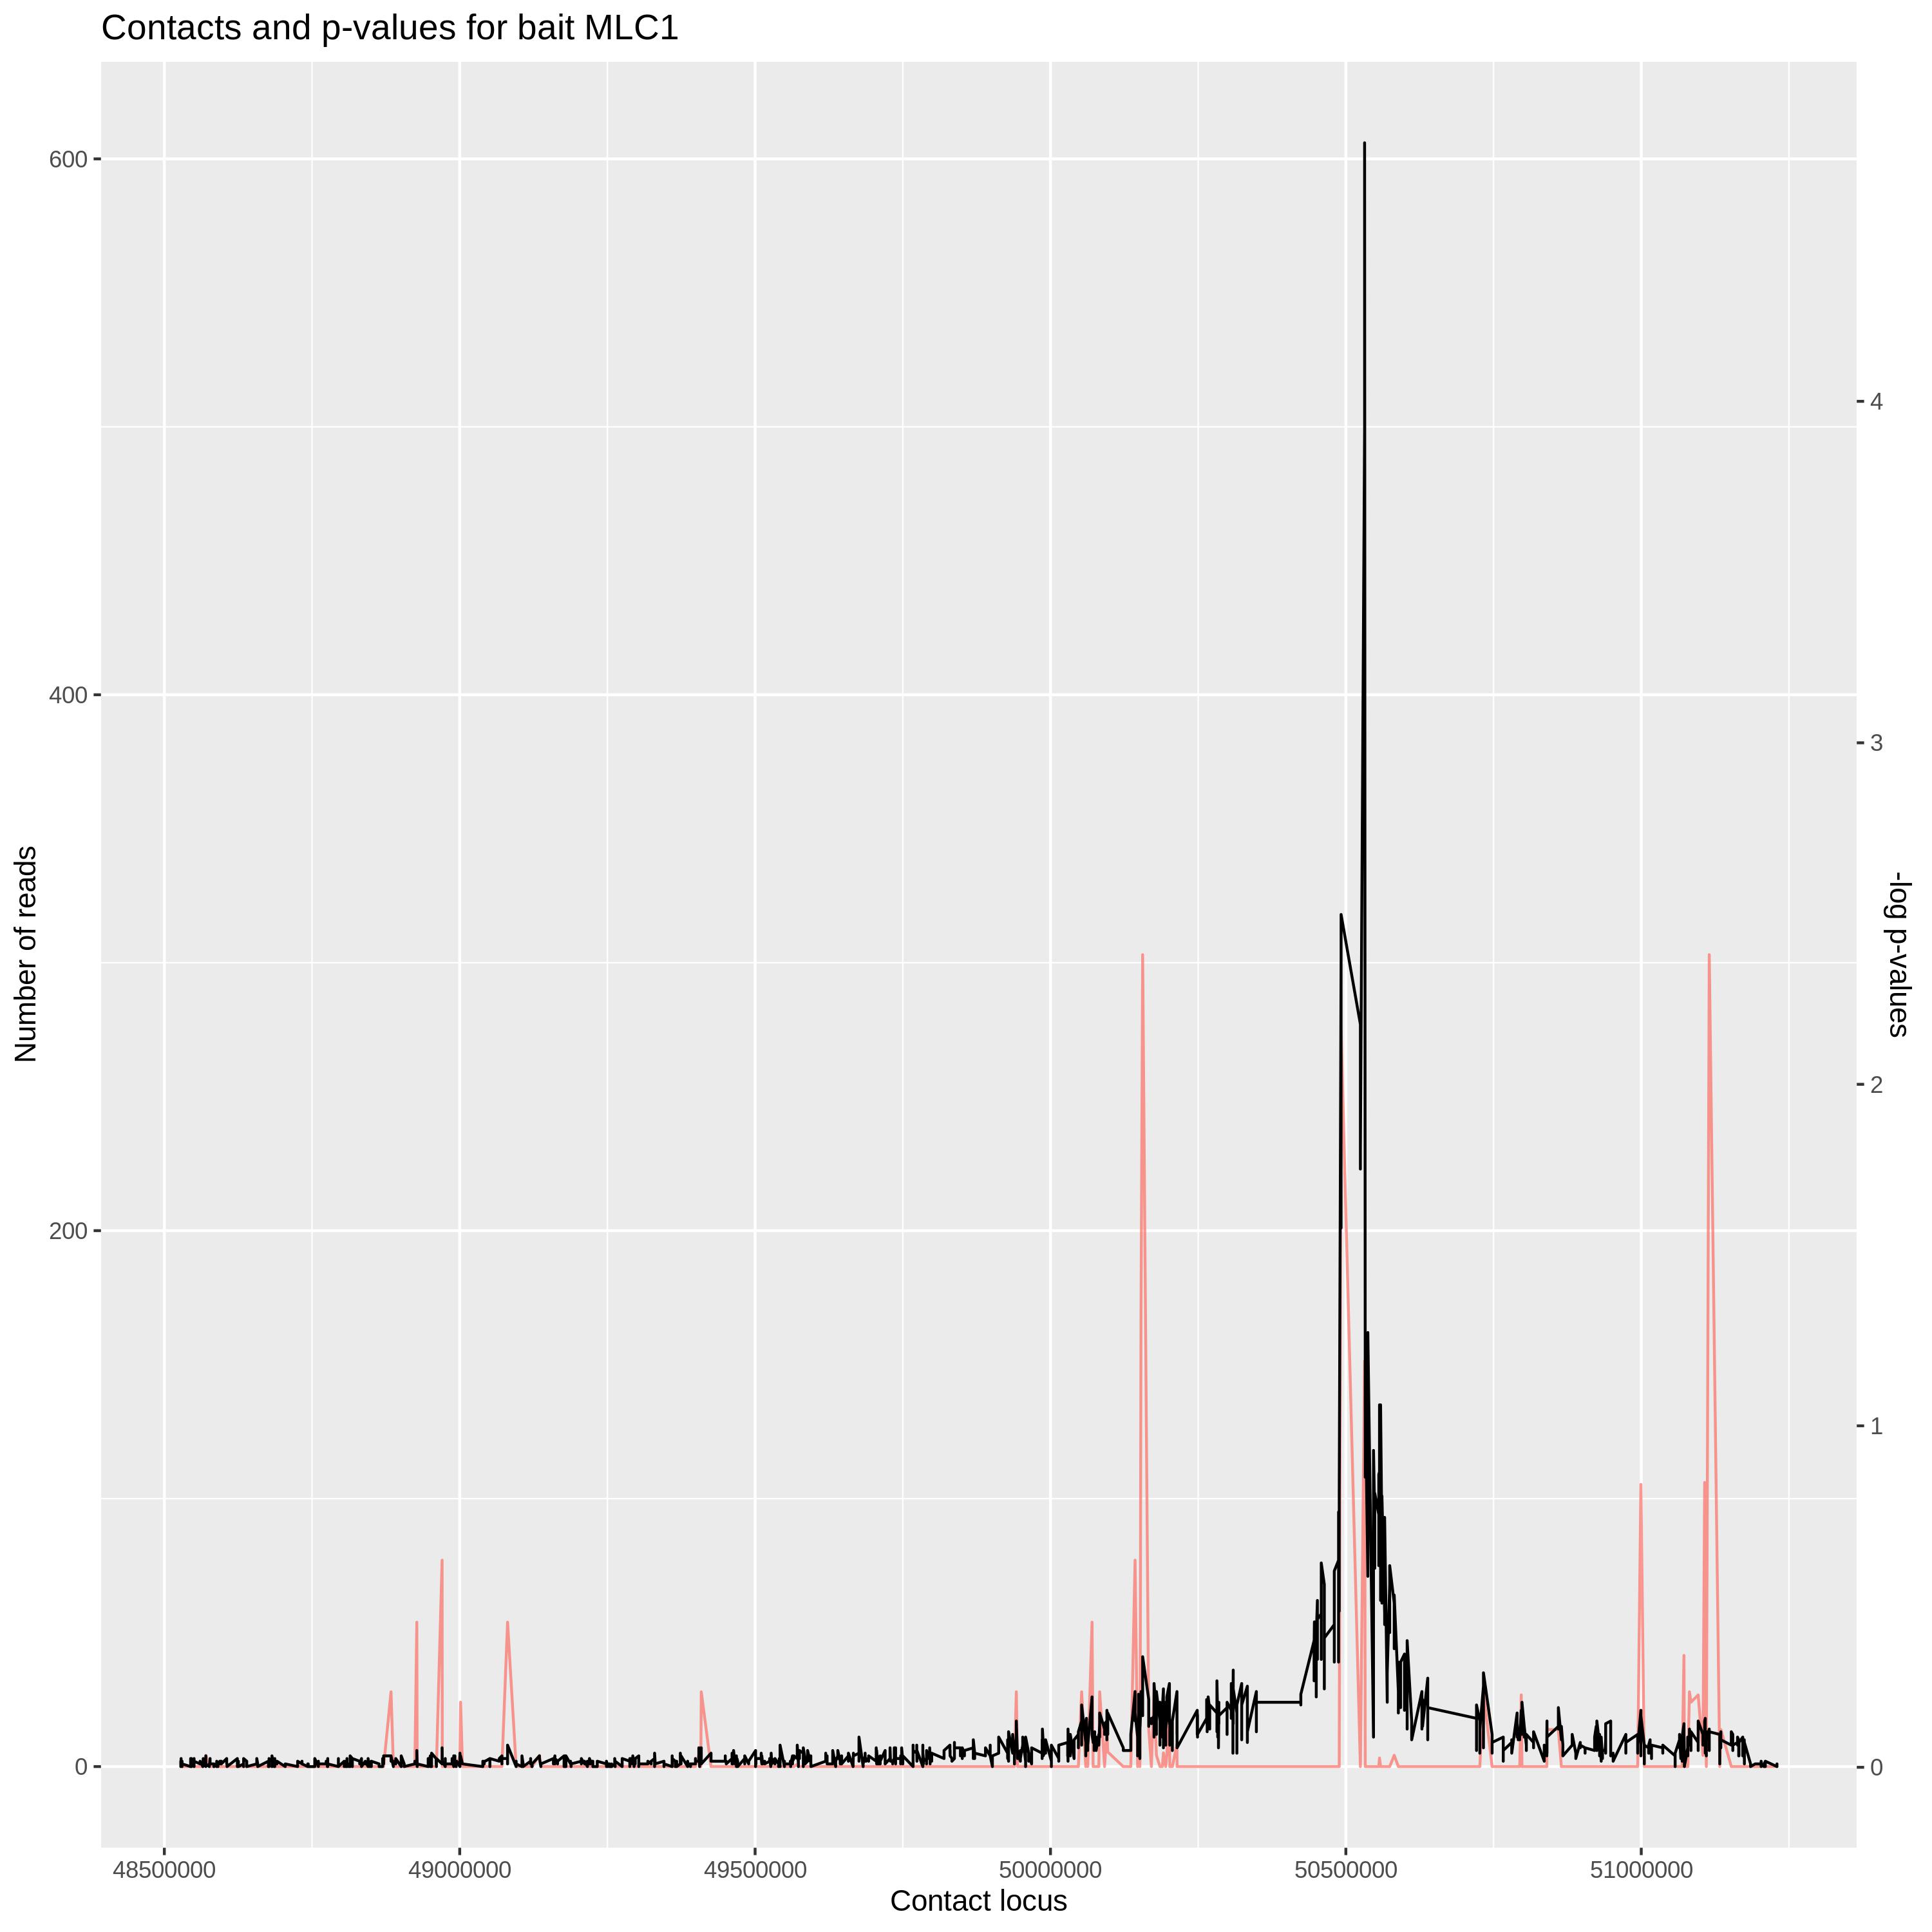 Contacts and p-values for bait MLC1
600
400
200
0
Number of reads
4
3
2
1
0
-log p-values
48500000 49000000 49500000 50000000 50500000 51000000
Contact locus